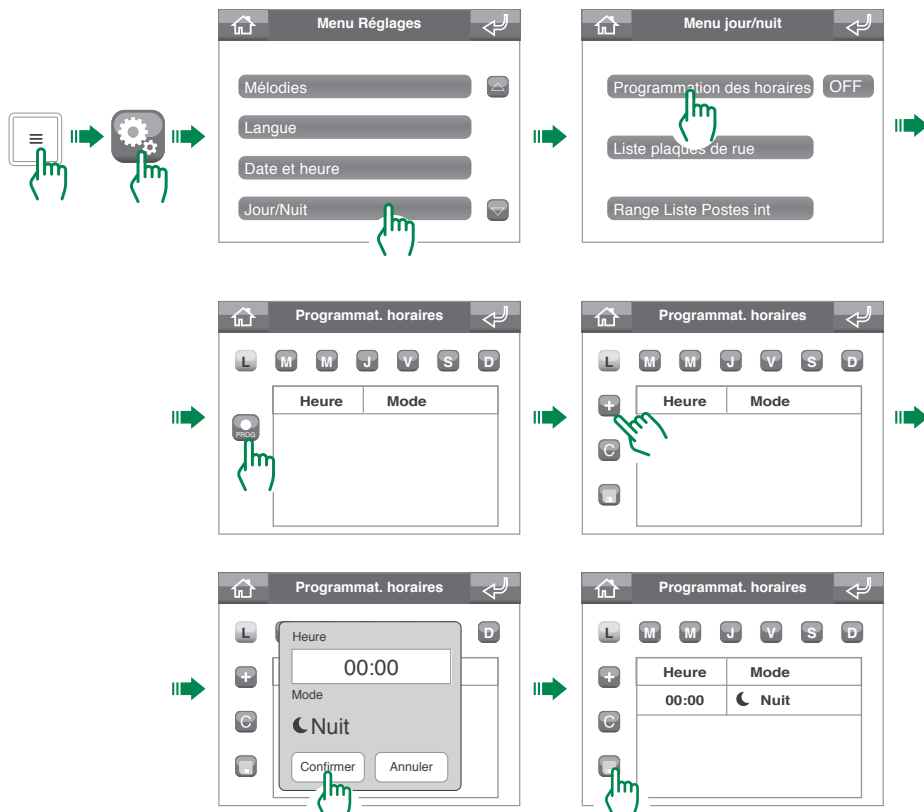 Menu Réglages
Mélodies
Langue
Date et heure
Jour/Nuit
Menu jour/nuit
Programmation des horaires OFF
Liste plaques de rue
Range Liste Postes int
Programmat. horaires
L M M J V S D
Heure Mode
PROG
Programmat. horaires
L M M J V S D
+ Heure Mode
C
Programmat. horaires
L D
Heure
+ 00:00
Mode
C Nuit
Confirmer Annuler
Programmat. horaires
L M M J V S D
+ Heure Mode
00:00 Nuit
C